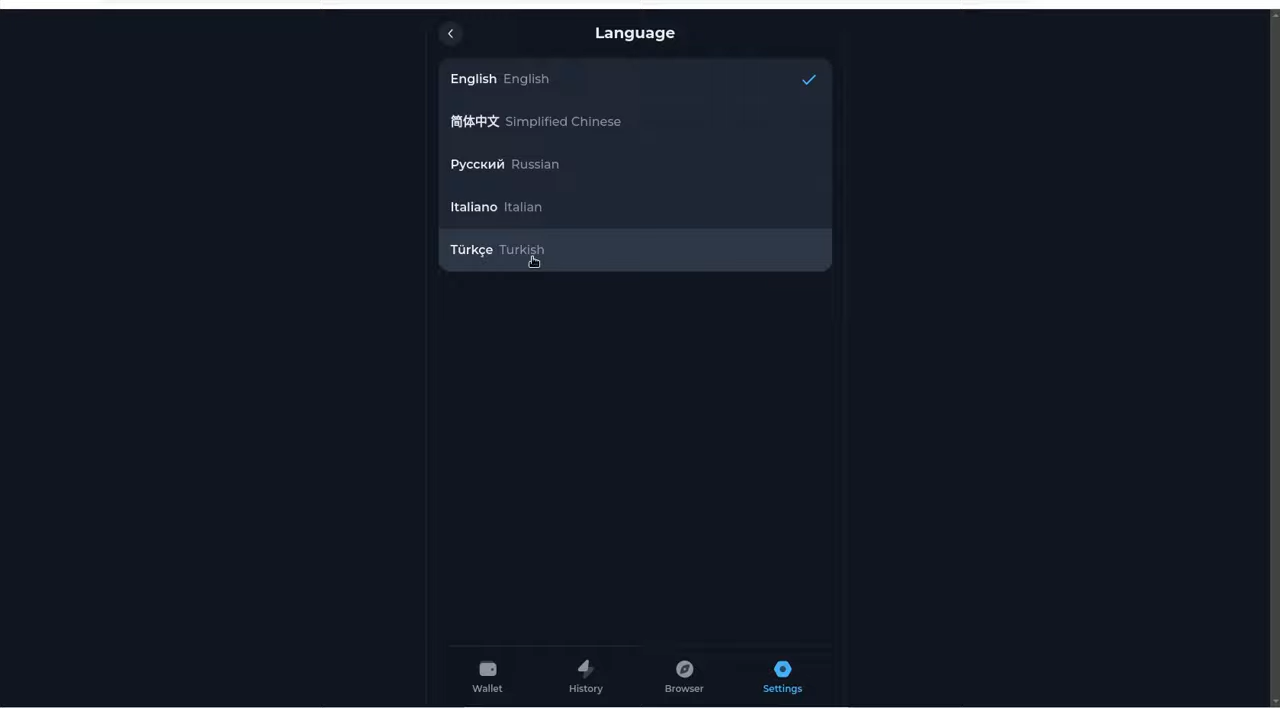 Language
English English
简体中文 Simplified Chinese
Русский Russian
Italiano Italian
Türkçe Turkish
Wallet History Browser Settings